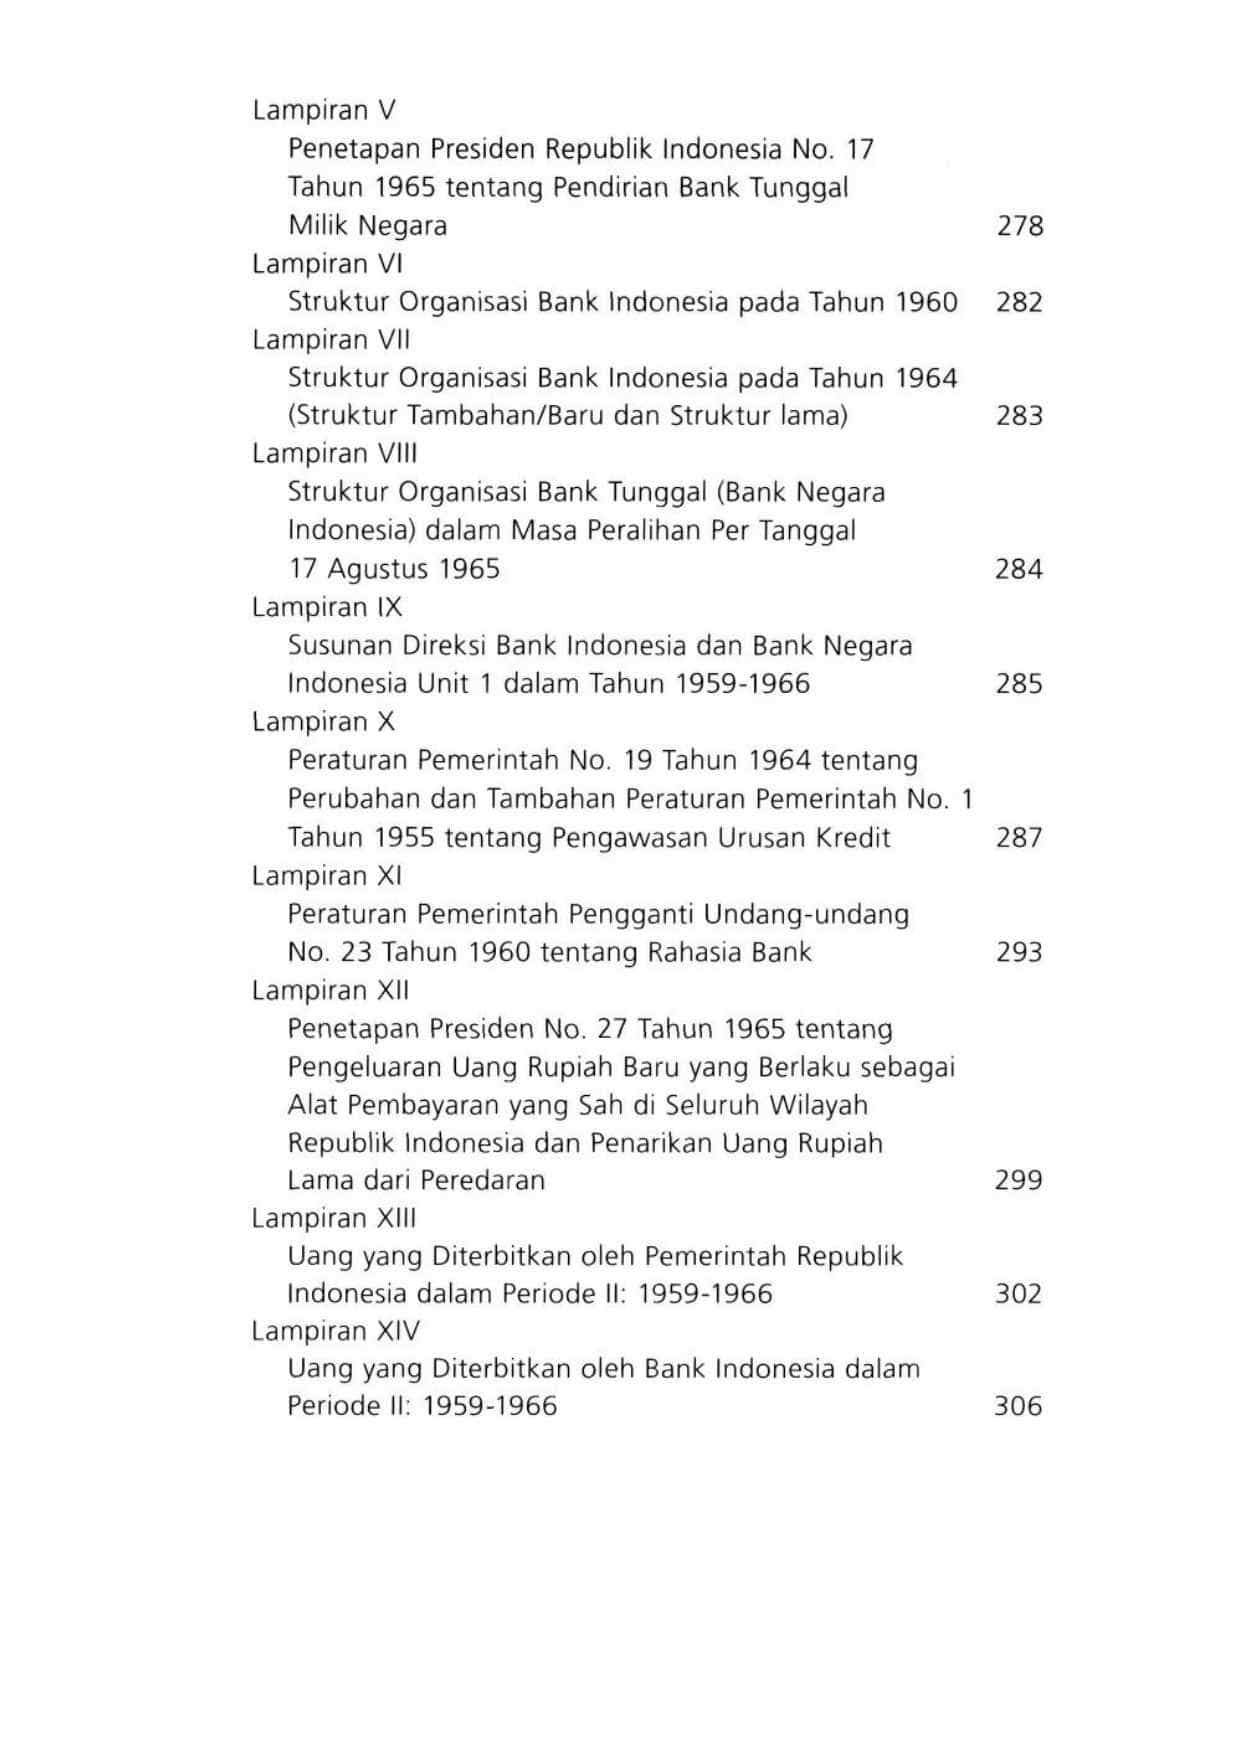 Lampiran V
Penetapan Presiden Republik Indonesia No. 17
Tahun 1965 tentang Pendirian Bank Tunggal
Milik Negara 278
Lampiran VI
Struktur Organisasi Bank Indonesia pada Tahun 1960 282
Lampiran VII
Struktur Organisasi Bank Indonesia pada Tahun 1964
(Struktur Tambahan/Baru dan Struktur lama) 283
Lampiran VIII
Struktur Organisasi Bank Tunggal (Bank Negara
Indonesia) dalam Masa Peralihan Per Tanggal
17 Agustus 1965 284
Lampiran IX
Susunan Direksi Bank Indonesia dan Bank Negara
Indonesia Unit 1 dalam Tahun 1959-1966 285
Lampiran X
Peraturan Pemerintah No. 19 Tahun 1964 tentang
Perubahan dan Tambahan Peraturan Pemerintah No. 1
Tahun 1955 tentang Pengawasan Urusan Kredit 287
Lampiran XI
Peraturan Pemerintah Pengganti Undang-undang
No. 23 Tahun 1960 tentang Rahasia Bank 293
Lampiran XII
Penetapan Presiden No. 27 Tahun 1965 tentang
Pengeluaran Uang Rupiah Baru yang Berlaku sebagai
Alat Pembayaran yang Sah di Seluruh Wilayah
Republik Indonesia dan Penarikan Uang Rupiah
Lama dari Peredaran 299
Lampiran XIII
Uang yang Diterbitkan oleh Pemerintah Republik
Indonesia dalam Periode II: 1959-1966 302
Lampiran XIV
Uang yang Diterbitkan oleh Bank Indonesia dalam
Periode II: 1959-1966 306